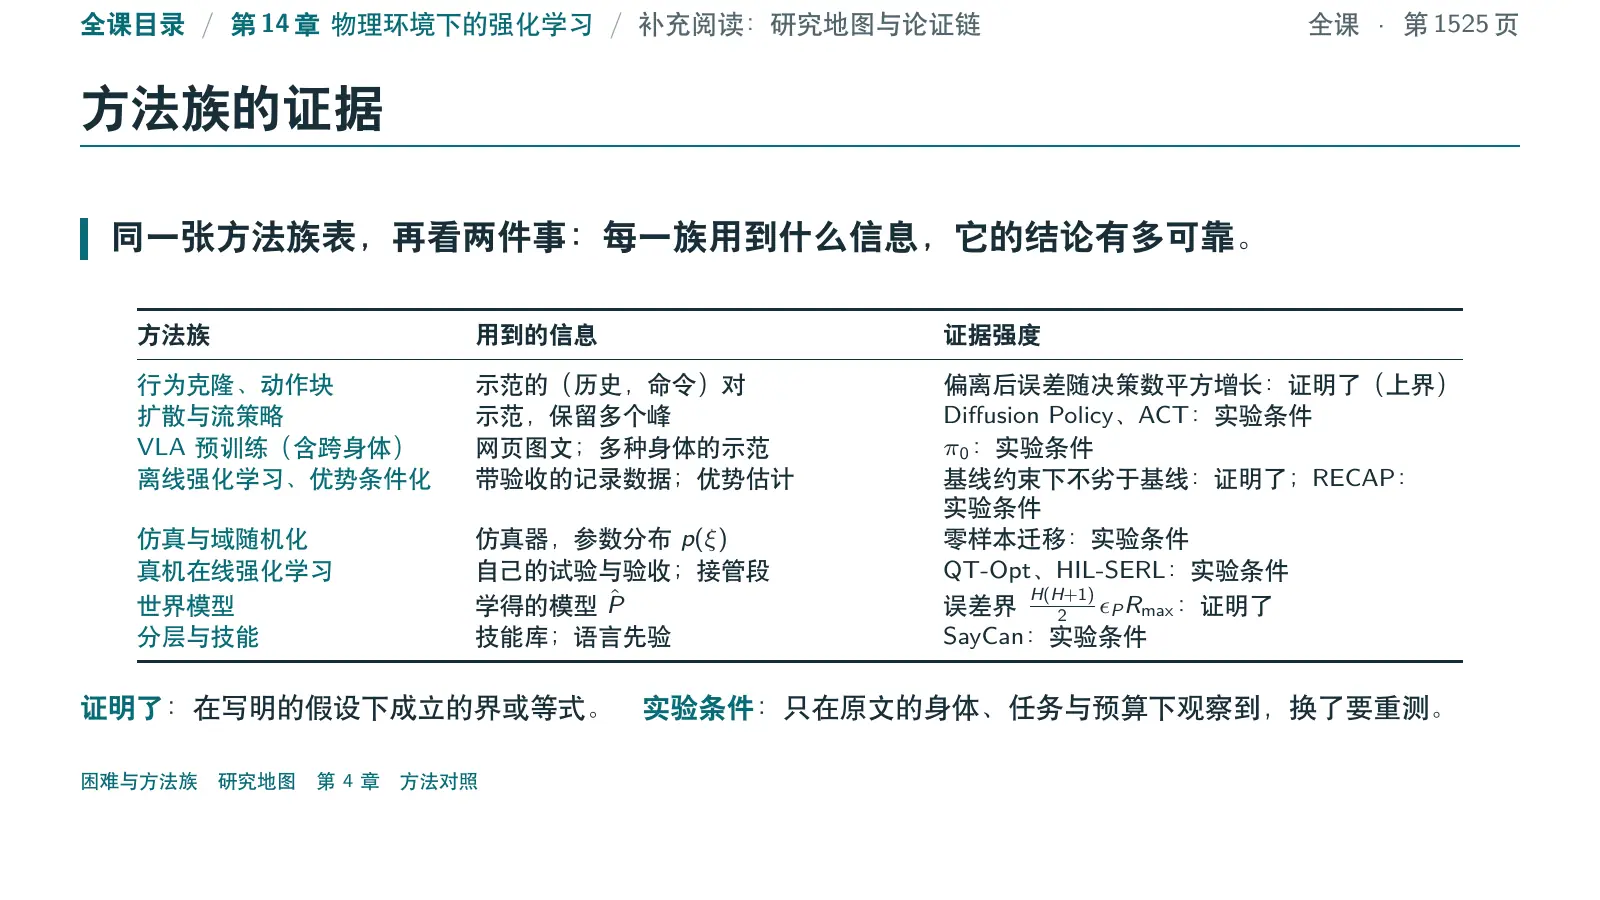 全课目录 / 第 14 章 物理环境下的强化学习 / 补充阅读：研究地图与论证链 全课 · 第 1525 页
方法族的证据
同一张方法族表，再看两件事：每一族用到什么信息，它的结论有多可靠。
方法族 用到的信息 证据强度
行为克隆、动作块 示范的（历史，命令）对 偏离后误差随决策数平方增长：证明了（上界）
扩散与流策略 示范，保留多个峰 Diffusion Policy、ACT：实验条件
VLA 预训练（含跨身体） 网页图文；多种身体的示范 π₀：实验条件
离线强化学习、优势条件化 带验收的记录数据；优势估计 基线约束下不劣于基线：证明了；RECAP：
实验条件
仿真与域随机化 仿真器，参数分布 p(ξ) 零样本迁移：实验条件
真机在线强化学习 自己的试验与验收；接管段 QT-Opt、HIL-SERL：实验条件
世界模型 学得的模型 P̂ 误差界 H(H+1)/2 ϵ_P R_max：证明了
分层与技能 技能库；语言先验 SayCan：实验条件
证明了：在写明的假设下成立的界或等式。 实验条件：只在原文的身体、任务与预算下观察到，换了要重测。
困难与方法族 研究地图 第 4 章 方法对照